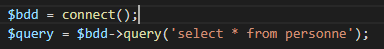 $bdd = connect();
$query = $bdd->query('select * from personne');